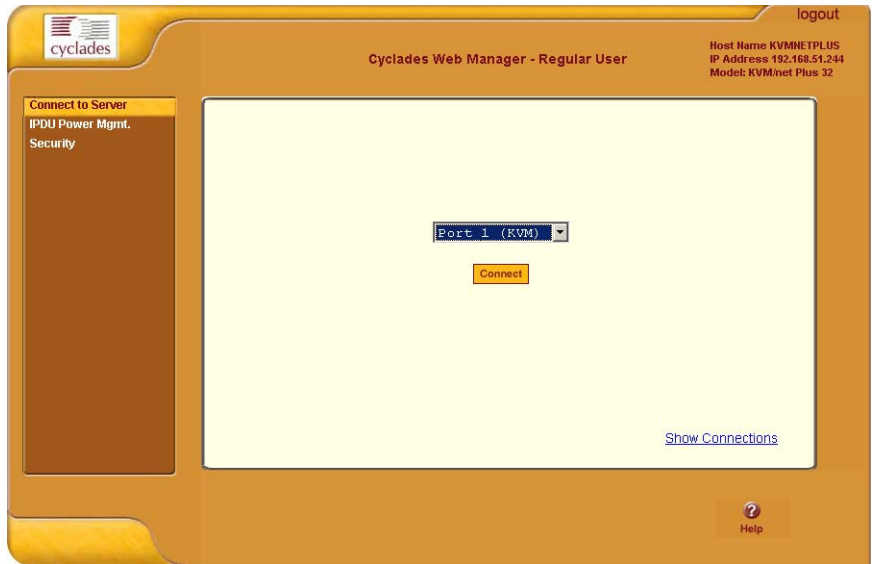 logout
cyclades
Cyclades Web Manager - Regular User
Host Name KVMNETPLUS
IP Address 192.168.51.244
Model: KVM/net Plus 32
Connect to Server
IPDU Power Mgmt.
Security
Port 1 (KVM)
Connect
Show Connections
?
Help